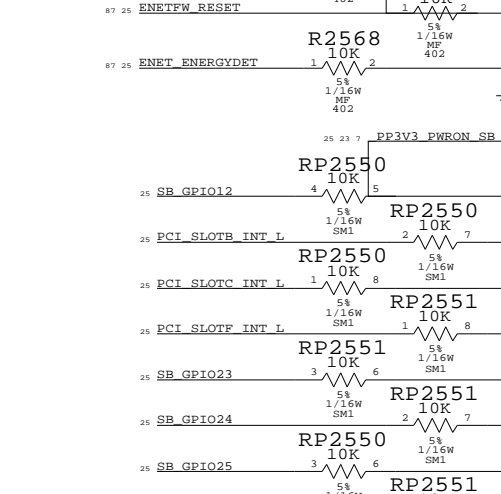 402
87 25 ENETFW_RESET 1 2
5%
1/16W
MF
402
R2568
10K
87 25 ENET_ENERGYDET 1 2
5%
1/16W
MF
402
25 23 7 PP3V3_PWRON_SB
RP2550
10K
25 SB_GPIO12 4 5
5%
1/16W
SM1
RP2550
10K
25 PCI_SLOTB_INT_L 2 7
5%
1/16W
SM1
RP2550
10K
25 PCI_SLOTC_INT_L 1 8
5%
1/16W
SM1
RP2551
10K
25 PCI_SLOTF_INT_L 1 8
5%
1/16W
SM1
RP2551
10K
25 SB_GPIO23 3 6
5%
1/16W
SM1
RP2551
10K
25 SB_GPIO24 2 7
5%
1/16W
SM1
RP2550
10K
25 SB_GPIO25 3 6
5%
1/16W
RP2551